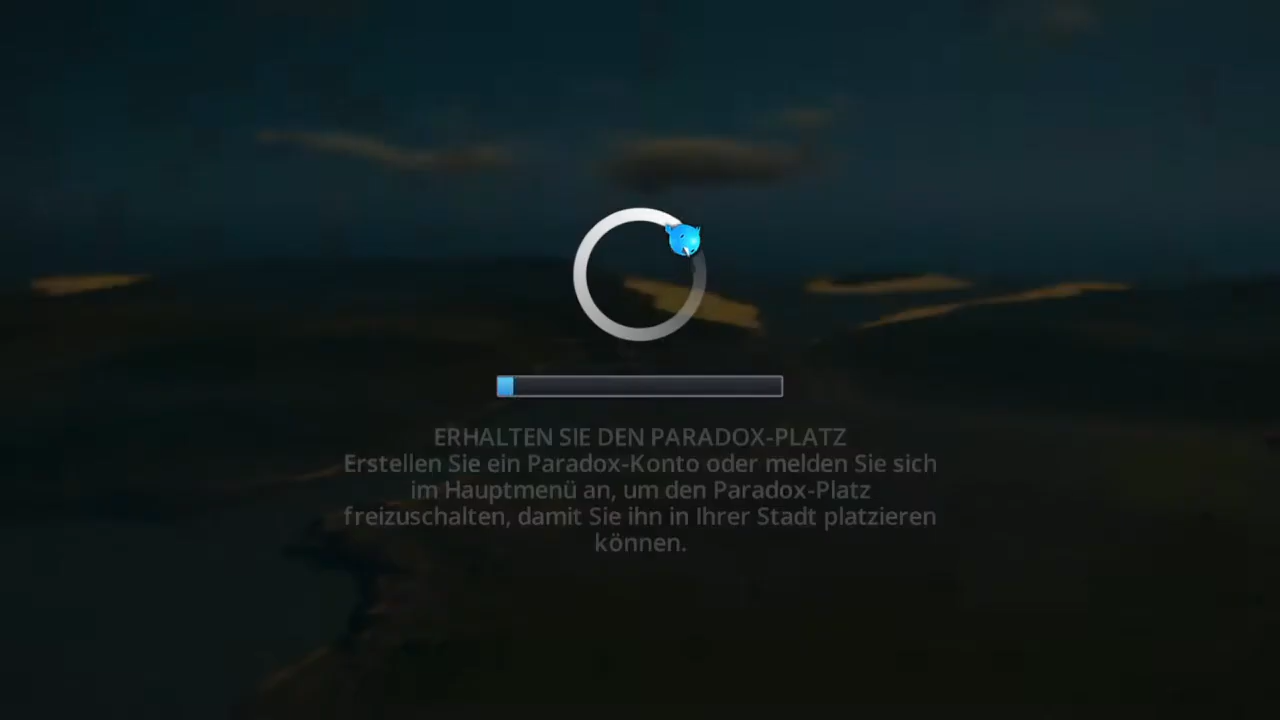 ERHALTEN SIE DEN PARADOX-PLATZ
Erstellen Sie ein Paradox-Konto oder melden Sie sich
im Hauptmenü an, um den Paradox-Platz
freizuschalten, damit Sie ihn in Ihrer Stadt platzieren
können.